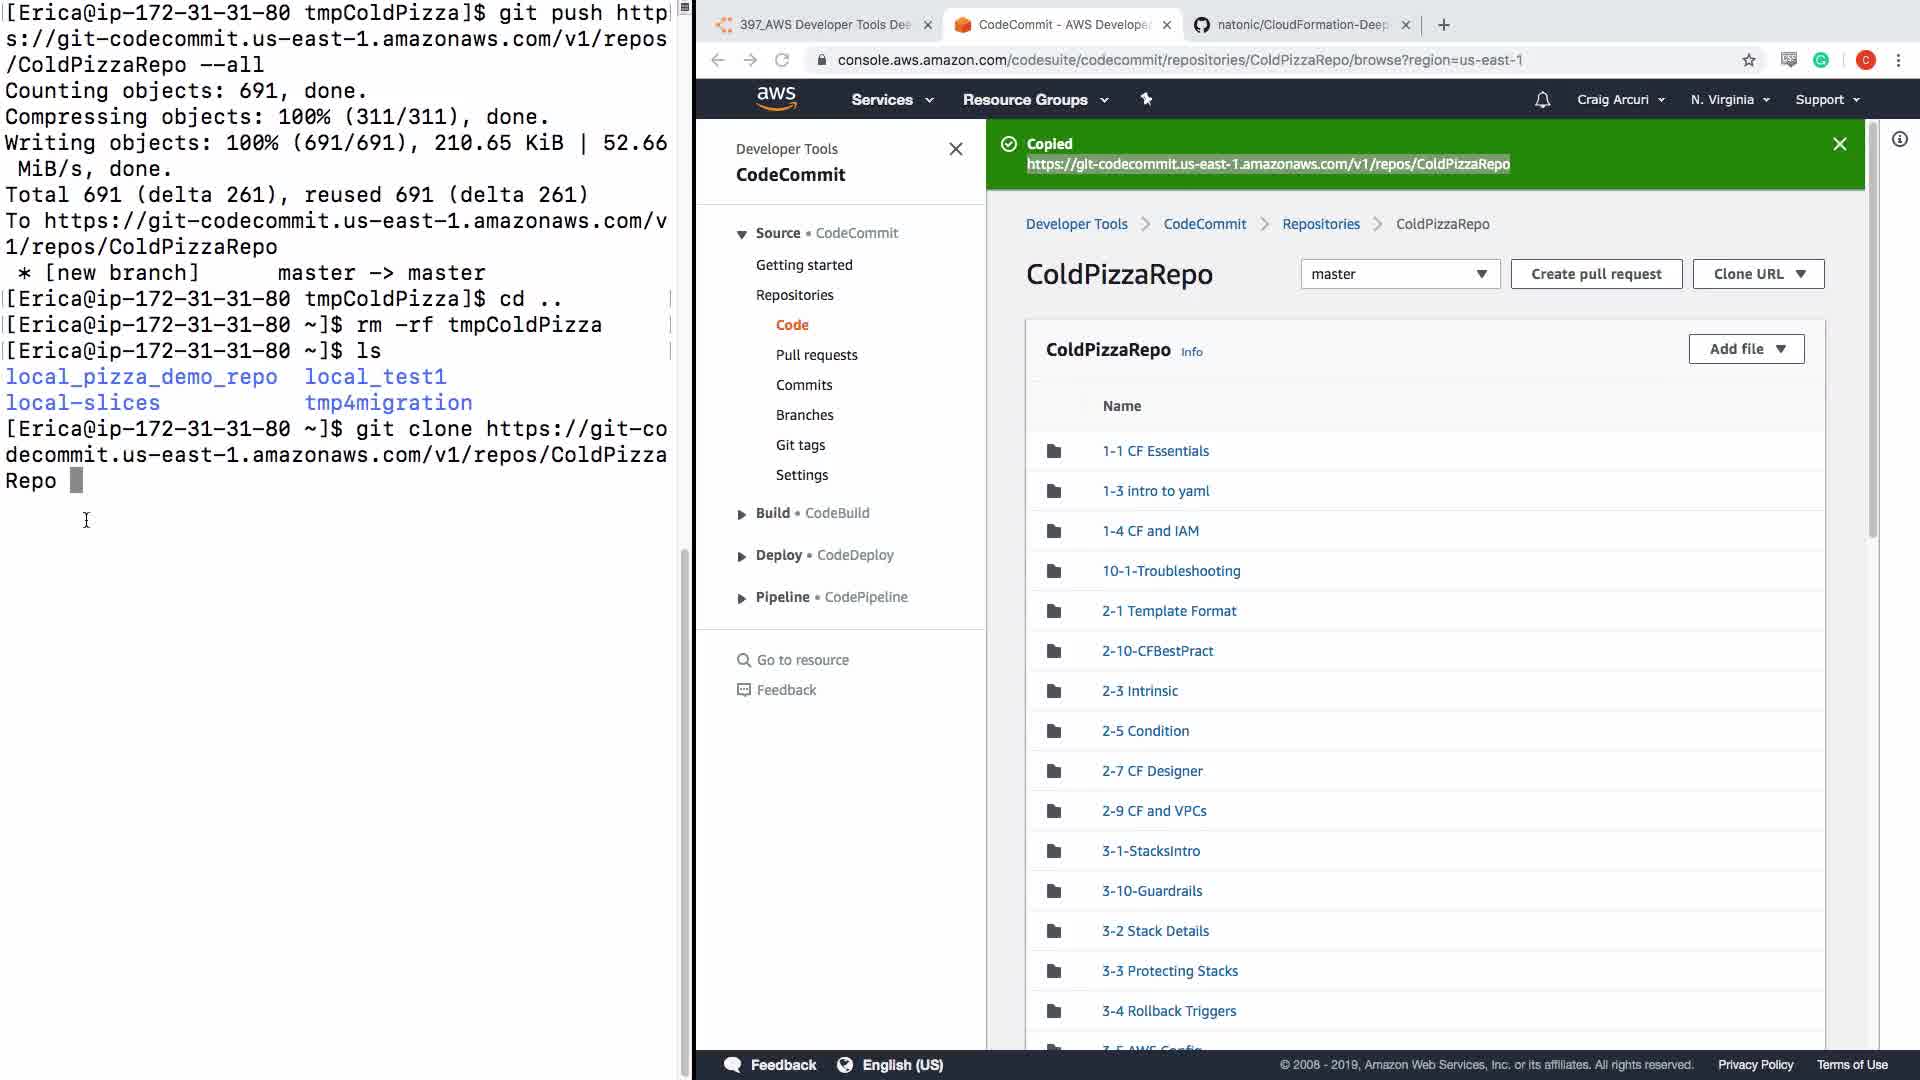 [Erica@ip-172-31-31-80 tmpColdPizza]$ git push http
s://git-codecommit.us-east-1.amazonaws.com/v1/repos
/ColdPizzaRepo --all
Counting objects: 691, done.
Compressing objects: 100% (311/311), done.
Writing objects: 100% (691/691), 210.65 KiB | 52.66
MiB/s, done.
Total 691 (delta 261), reused 691 (delta 261)
To https://git-codecommit.us-east-1.amazonaws.com/v
1/repos/ColdPizzaRepo
* [new branch]      master -> master
[Erica@ip-172-31-31-80 tmpColdPizza]$ cd ..
[Erica@ip-172-31-31-80 ~]$ rm -rf tmpColdPizza
[Erica@ip-172-31-31-80 ~]$ ls
local_pizza_demo_repo  local_test1
local-slices           tmp4migration
[Erica@ip-172-31-31-80 ~]$ git clone https://git-co
decommit.us-east-1.amazonaws.com/v1/repos/ColdPizza
Repo
397_AWS Developer Tools Dee
CodeCommit - AWS Developer
natonic/CloudFormation-Deep
console.aws.amazon.com/codesuite/codecommit/repositories/ColdPizzaRepo/browse?region=us-east-1
C
aws
Services
Resource Groups
Craig Arcuri
N. Virginia
Support
Developer Tools
CodeCommit
Source • CodeCommit
Getting started
Repositories
Code
Pull requests
Commits
Branches
Git tags
Settings
Build • CodeBuild
Deploy • CodeDeploy
Pipeline • CodePipeline
Go to resource
Feedback
Copied
https://git-codecommit.us-east-1.amazonaws.com/v1/repos/ColdPizzaRepo
Developer Tools > CodeCommit > Repositories > ColdPizzaRepo
ColdPizzaRepo
master
Create pull request
Clone URL
ColdPizzaRepo Info
Add file
Name
1-1 CF Essentials
1-3 intro to yaml
1-4 CF and IAM
10-1-Troubleshooting
2-1 Template Format
2-10-CFBestPract
2-3 Intrinsic
2-5 Condition
2-7 CF Designer
2-9 CF and VPCs
3-1-StacksIntro
3-10-Guardrails
3-2 Stack Details
3-3 Protecting Stacks
3-4 Rollback Triggers
3-5 AWS Config
Feedback
English (US)
© 2008 - 2019, Amazon Web Services, Inc. or its affiliates. All rights reserved.
Privacy Policy
Terms of Use